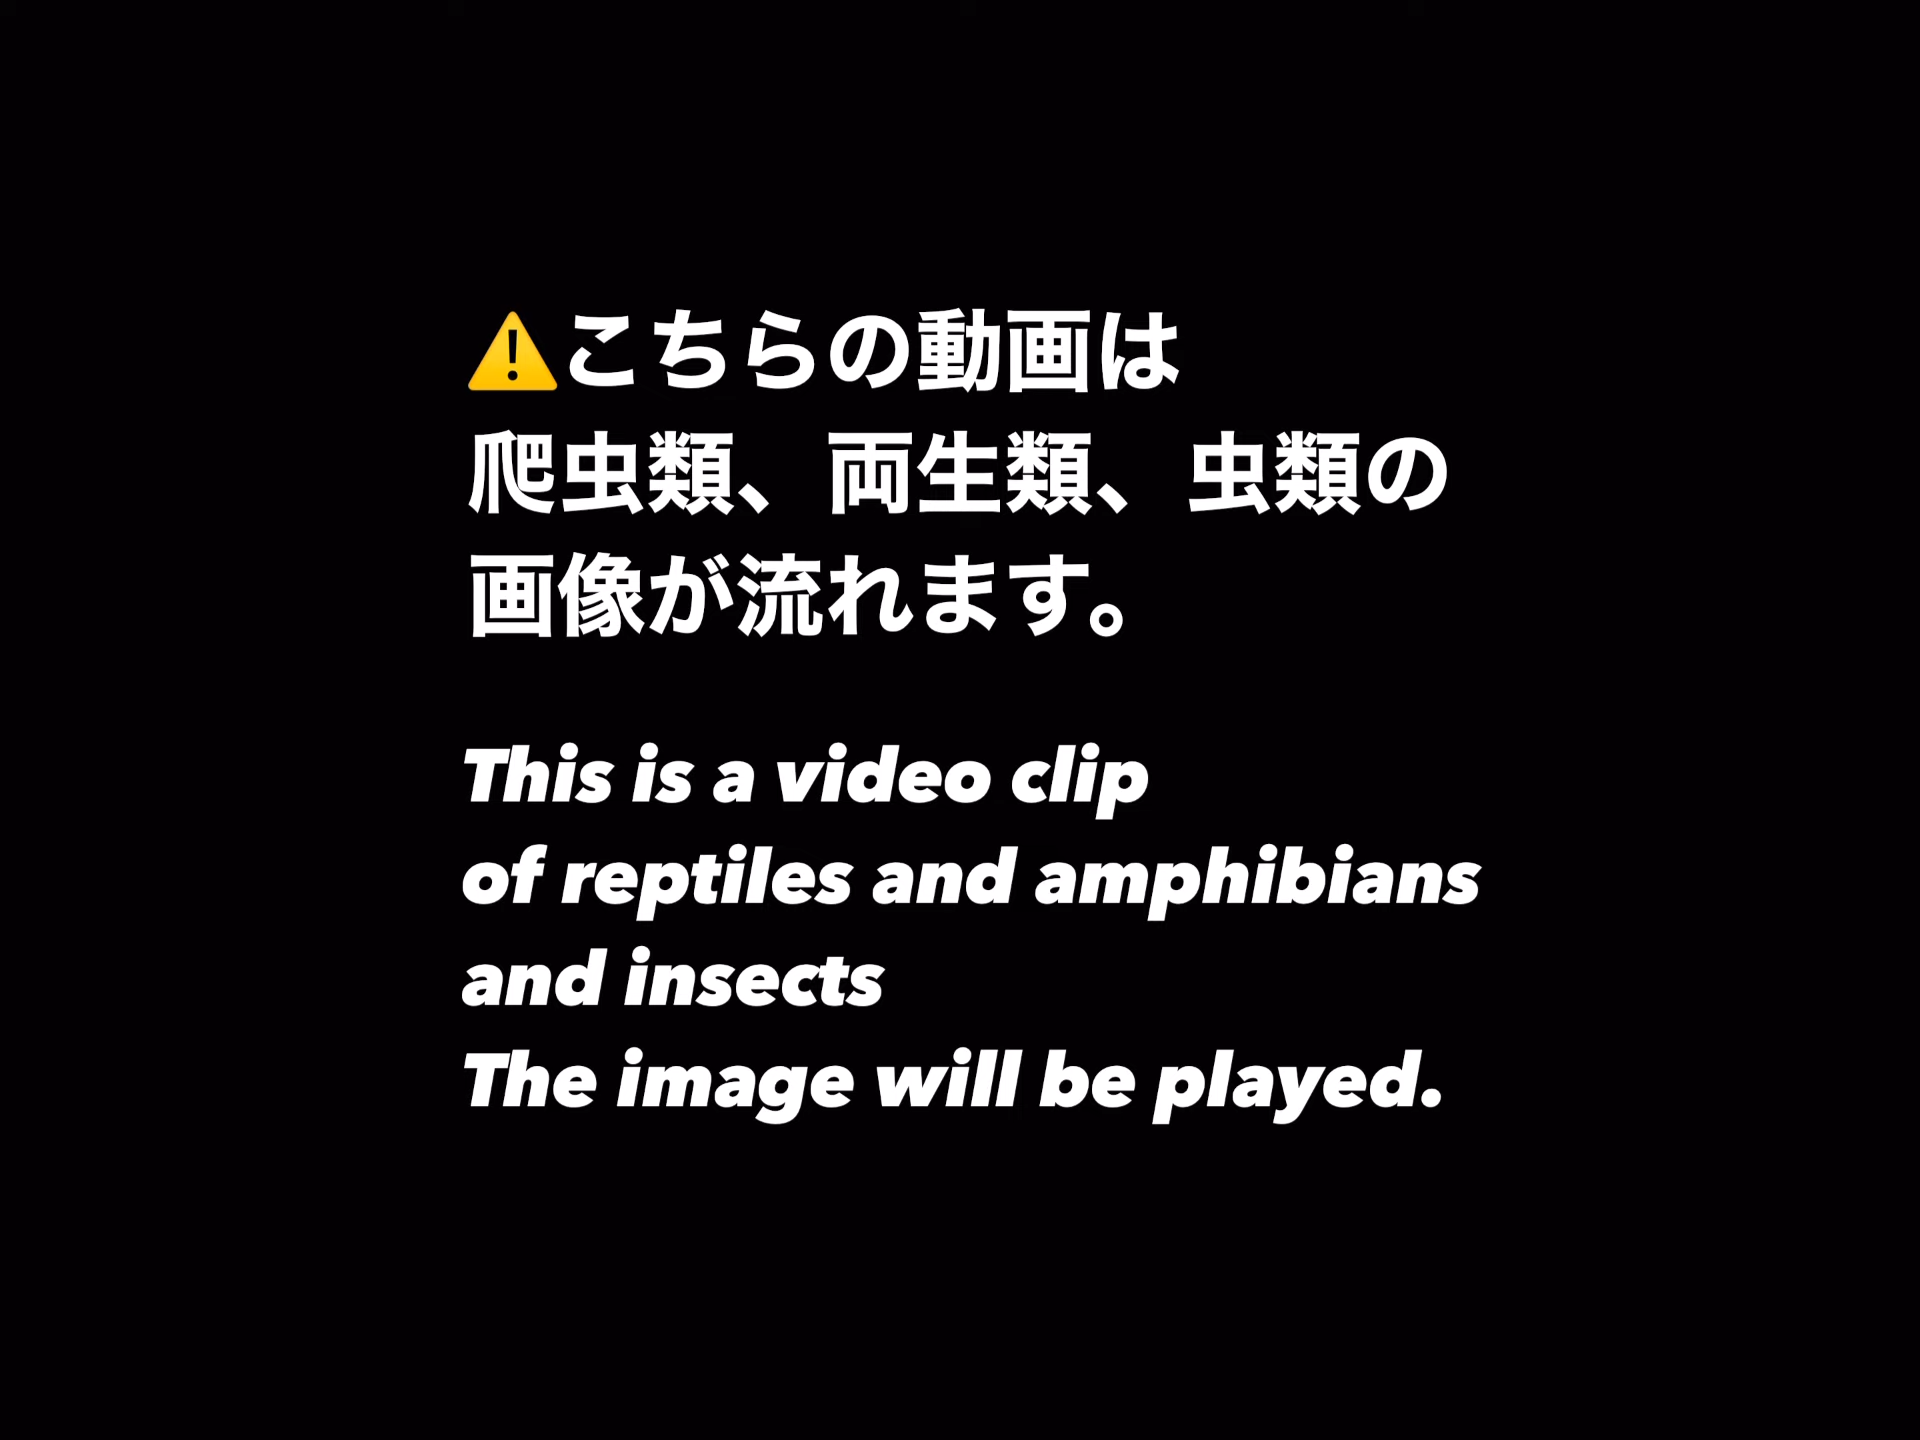 ⚠️こちらの動画は
爬虫類、両生類、虫類の
画像が流れます。
This is a video clip
of reptiles and amphibians
and insects
The image will be played.